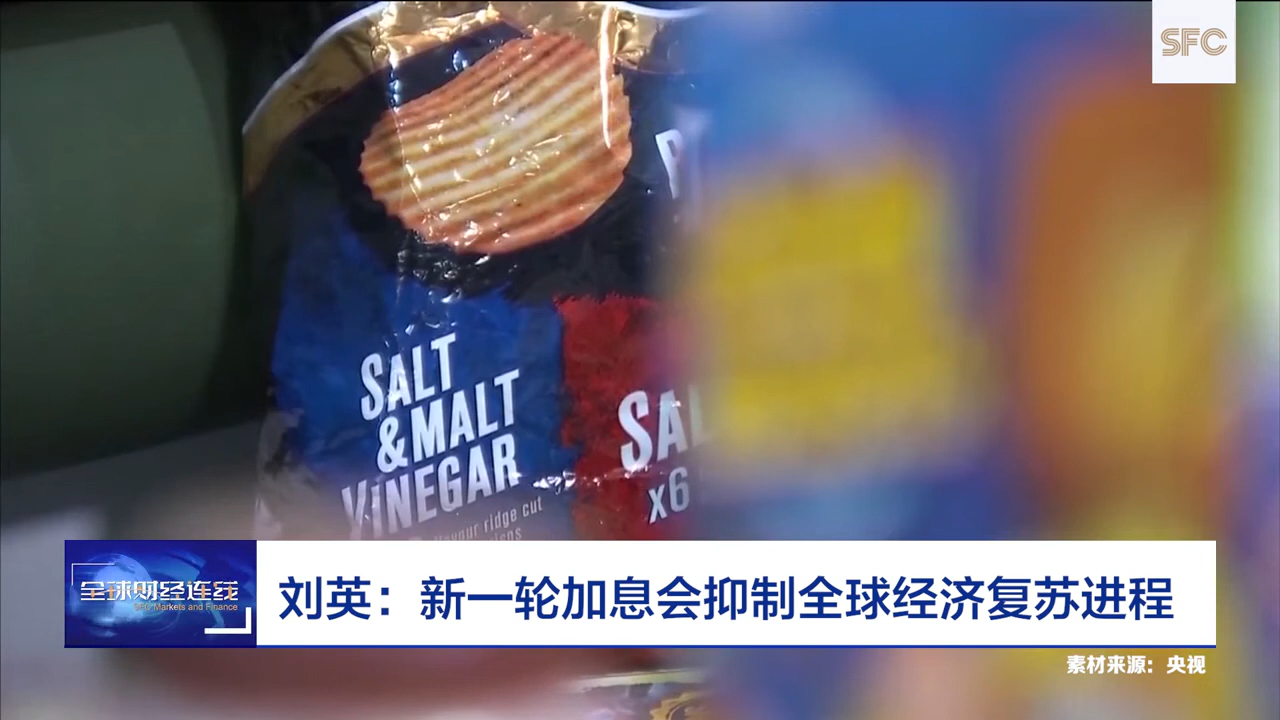 SFC
SALT
& MALT
VINEGAR
ridge cut
SAL
x6
全球财经连线
SFC Markets and Finance
刘英：新一轮加息会抑制全球经济复苏进程
素材来源：央视